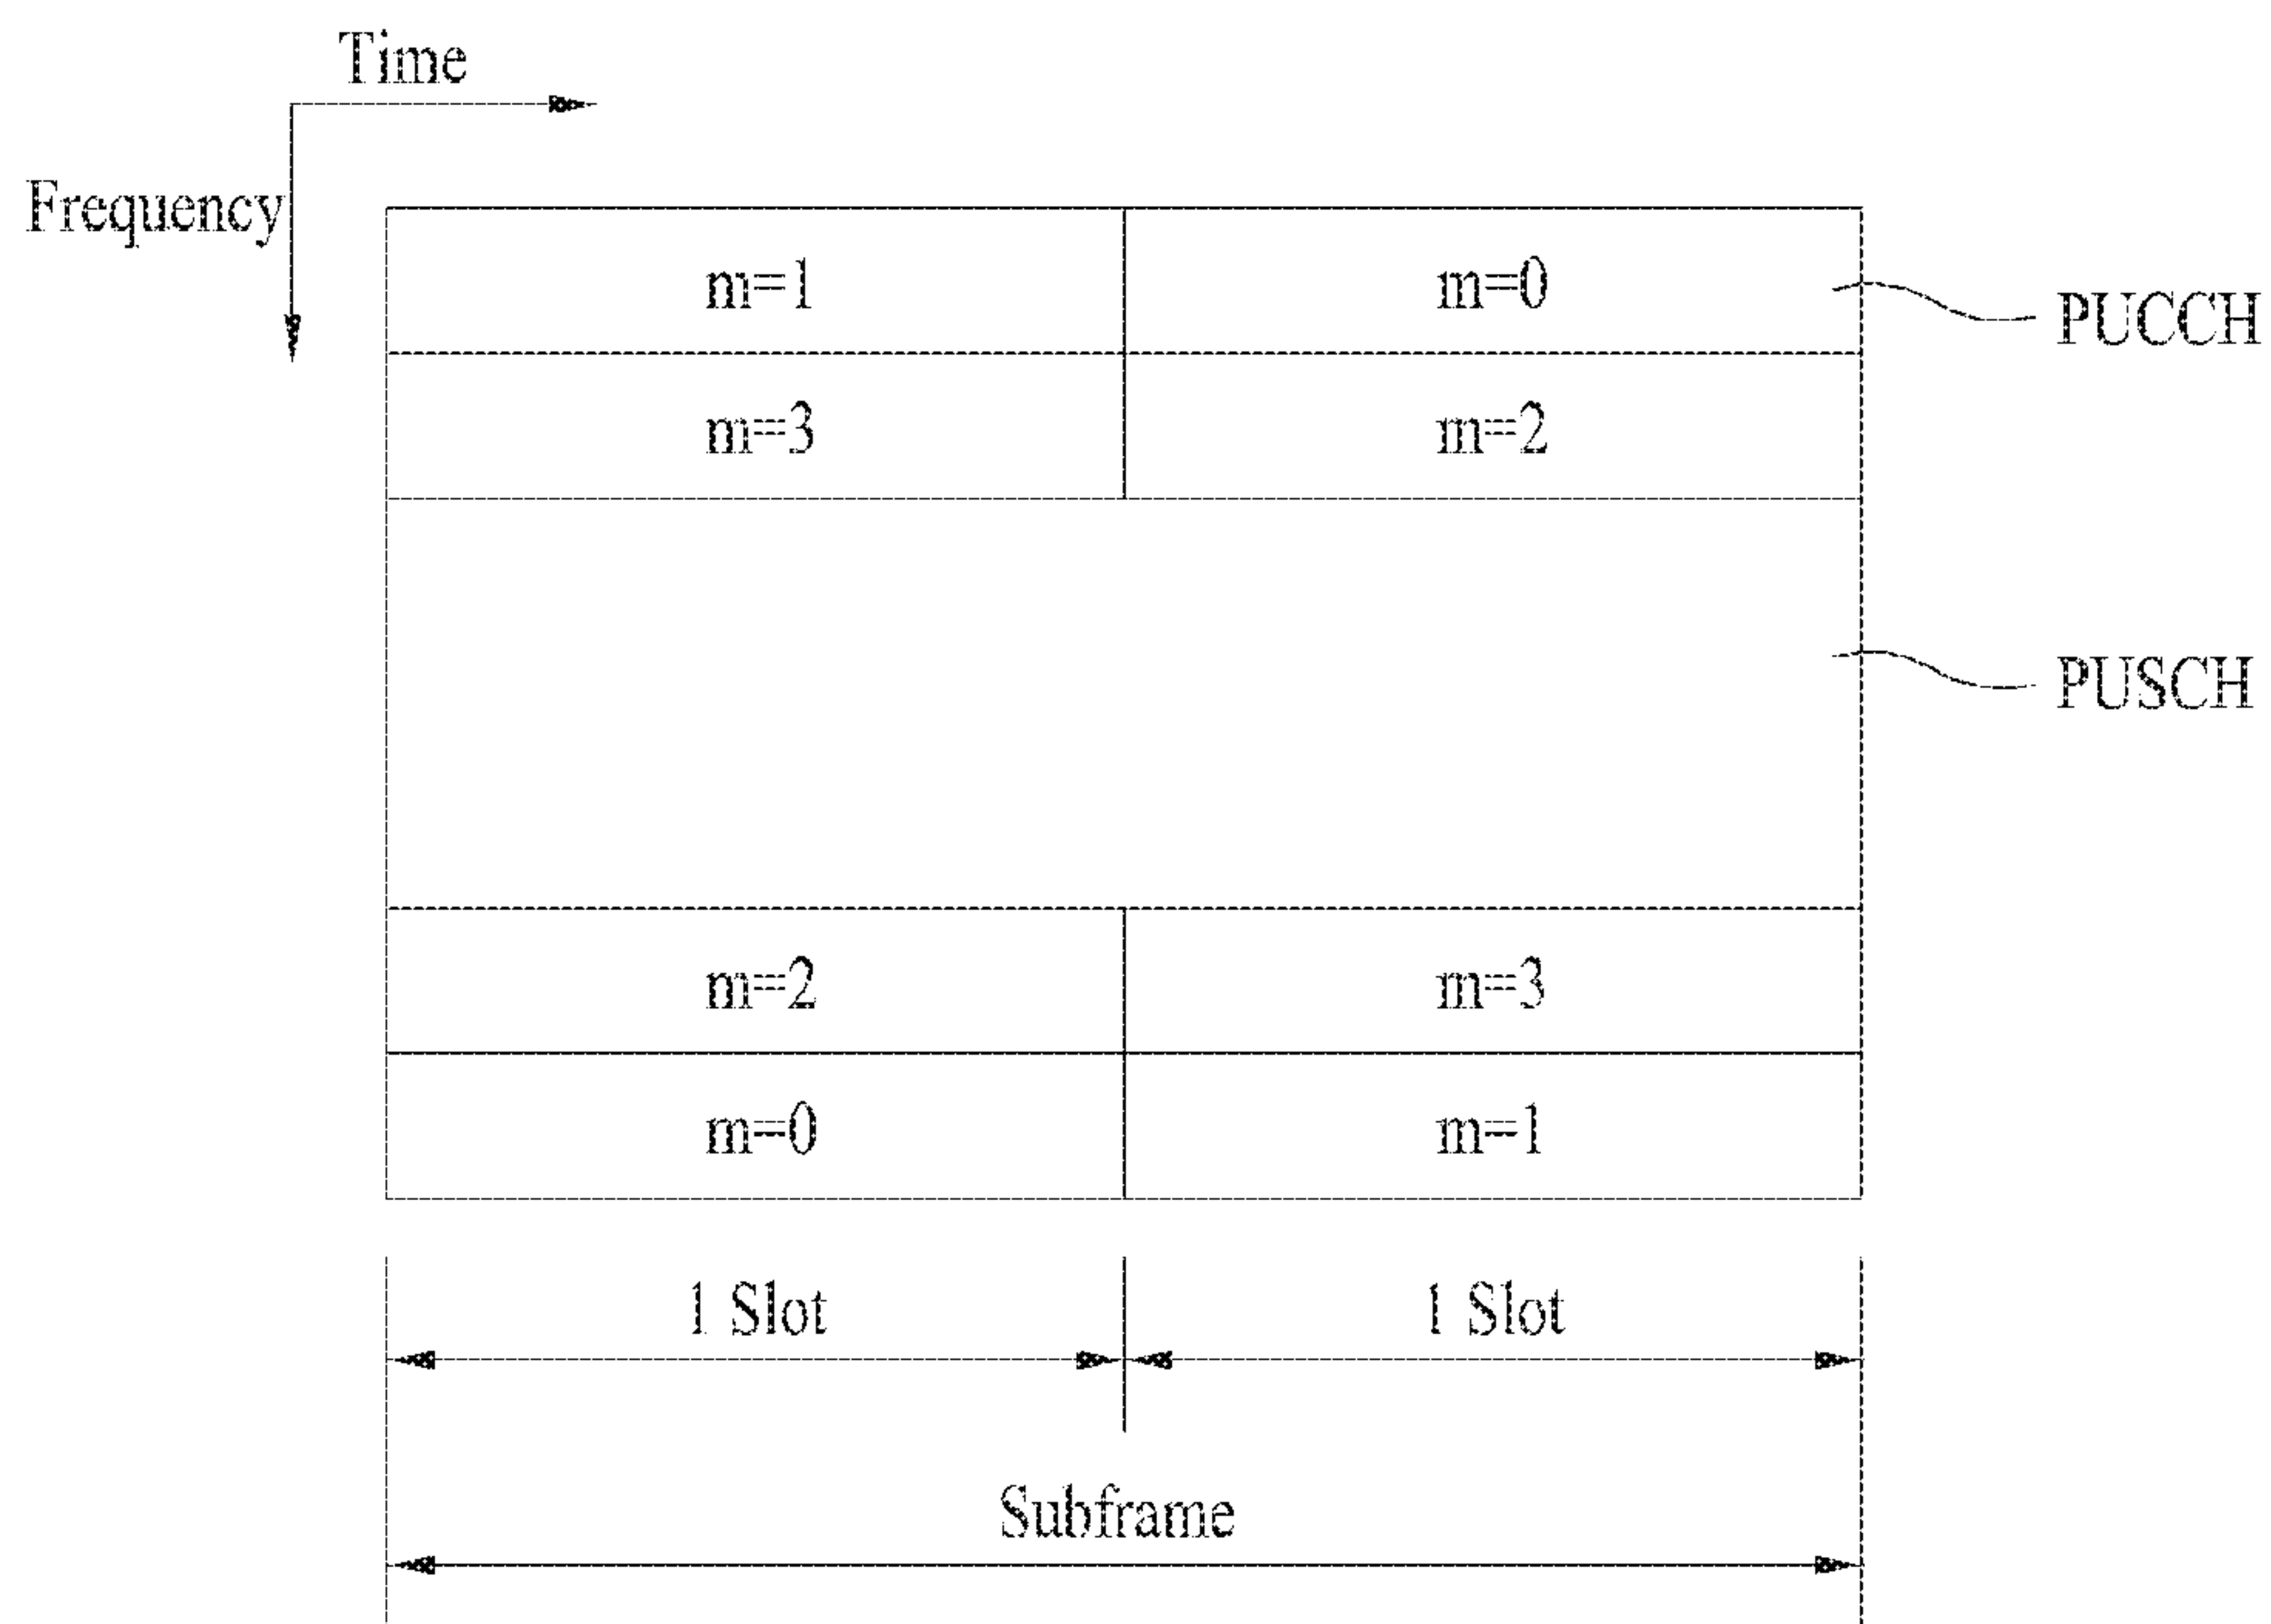 Time
Frequency
m=1 m=0
PUCCH
m=3 m=2
PUSCH
m=2 m=3
m=0 m=1
1 Slot 1 Slot
Subframe